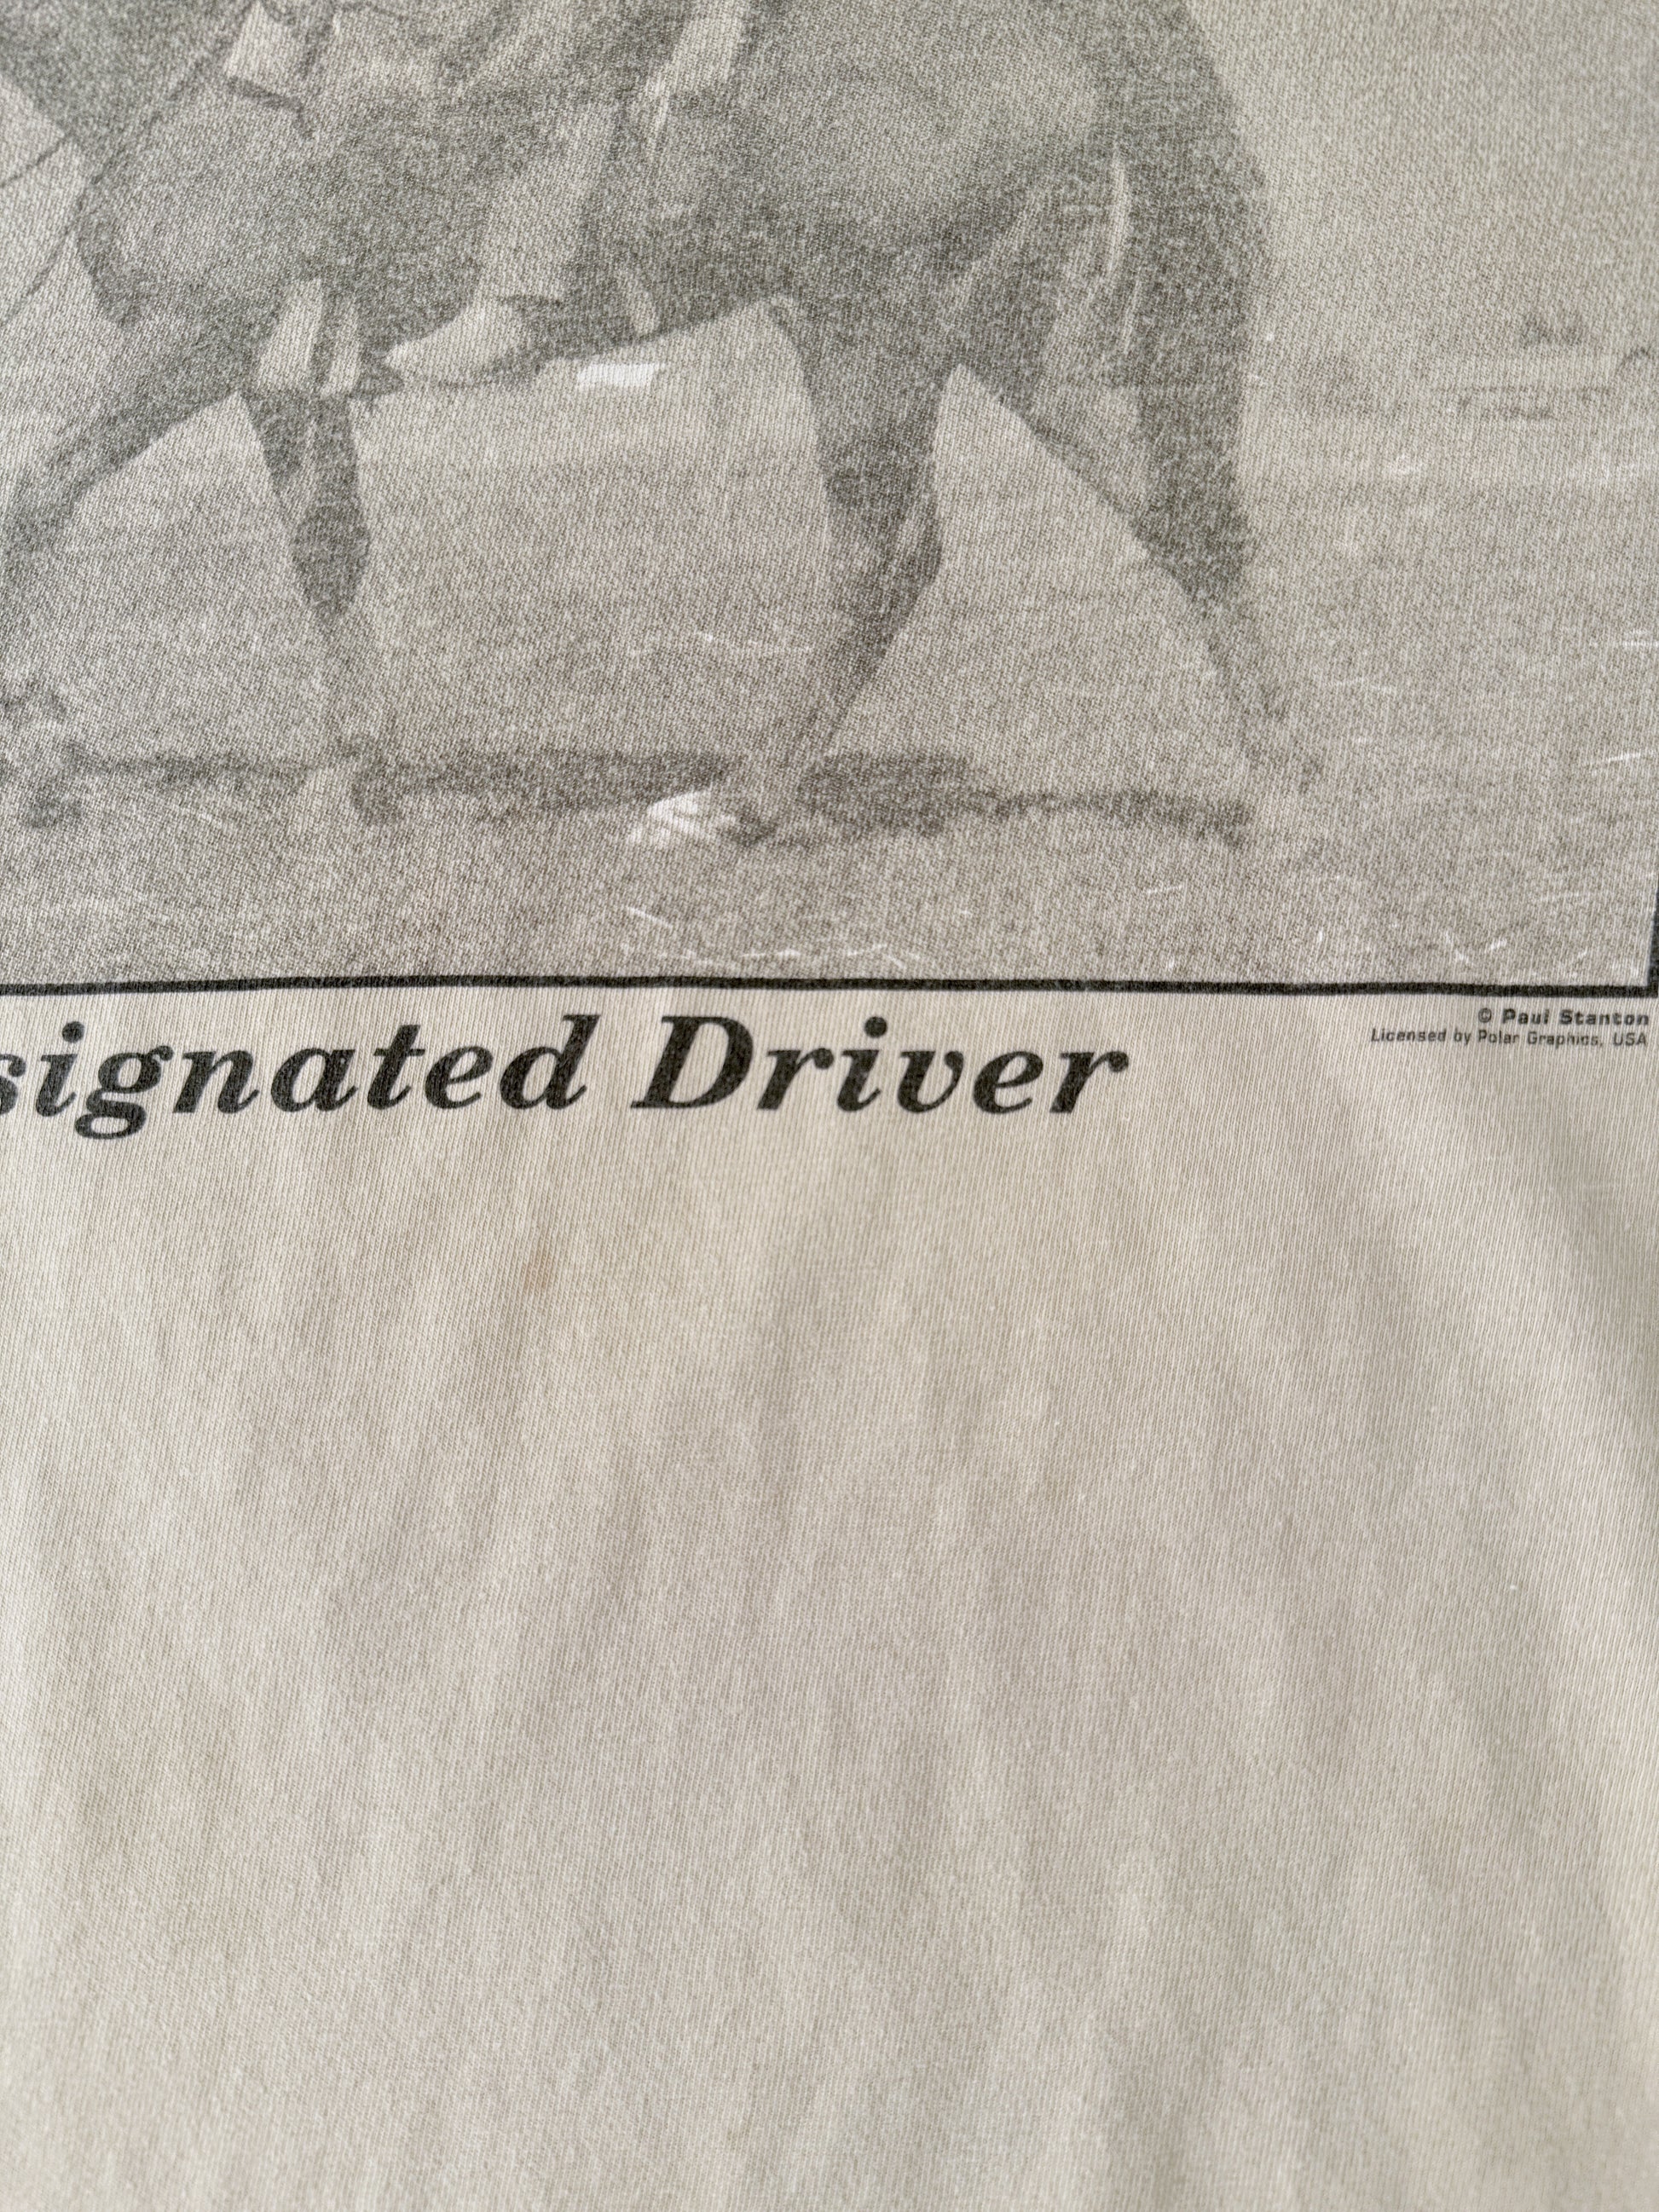 signated Driver
© Paul Stanton
Licensed by Polar Graphics, USA